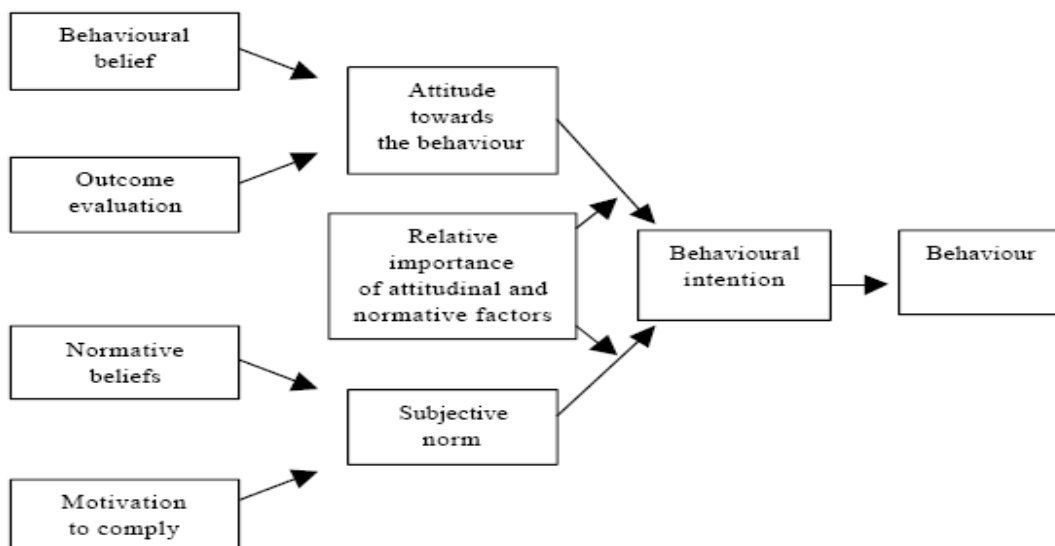 Behavioural
belief
Outcome
evaluation
Normative
beliefs
Motivation
to comply
Attitude
towards
the behaviour
Relative
importance
of attitudinal and
normative factors
Subjective
norm
Behavioural
intention
Behaviour